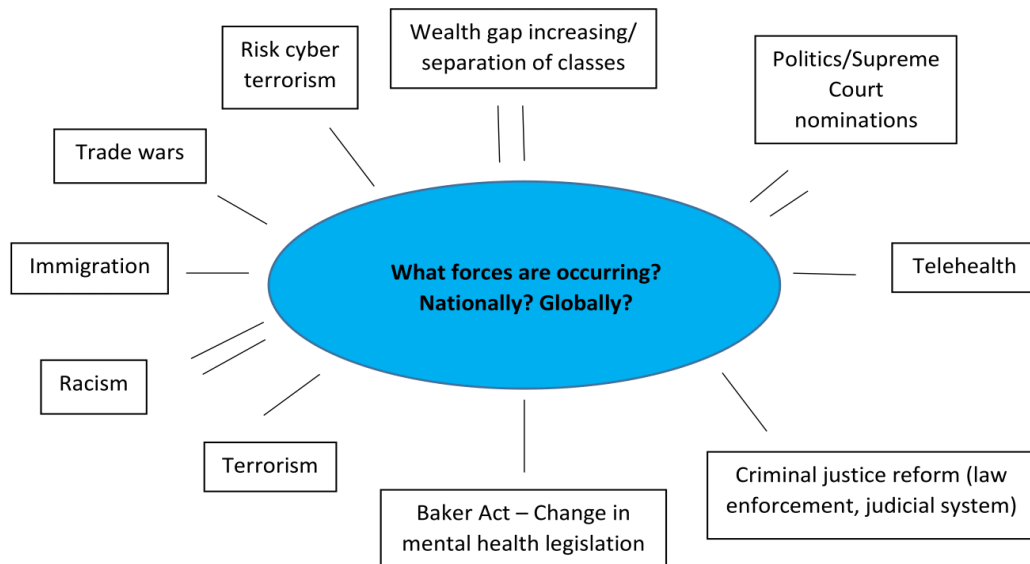 Wealth gap increasing/
separation of classes
Risk cyber
terrorism
Politics/Supreme
Court
nominations
Trade wars
Immigration
What forces are occurring?
Nationally? Globally?
Telehealth
Racism
Terrorism
Criminal justice reform (law
enforcement, judicial system)
Baker Act – Change in
mental health legislation